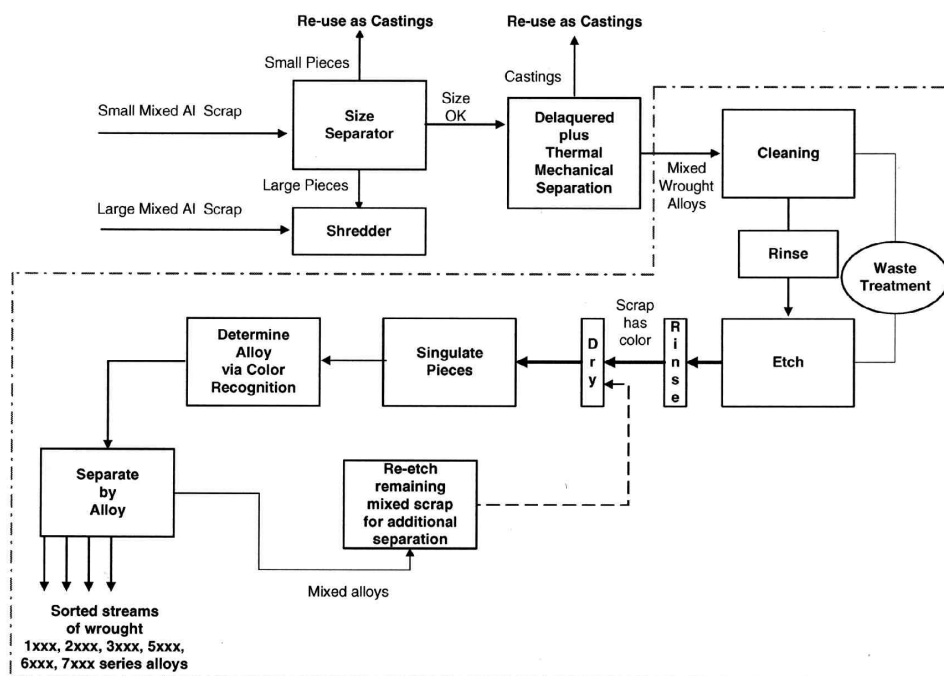 Re-use as Castings
Re-use as Castings
Small Pieces
Castings
Small Mixed Al Scrap
Size
Separator
Size
OK
Delaquered
plus
Thermal
Mechanical
Separation
Mixed
Wrought
Alloys
Cleaning
Large Pieces
Large Mixed Al Scrap
Shredder
Rinse
Waste
Treatment
Determine
Alloy
via Color
Recognition
Singulate
Pieces
Dry
Scrap
has
color
Rinse
Etch
Separate
by
Alloy
Re-etch
remaining
mixed scrap
for additional
separation
Mixed alloys
Sorted streams
of wrought
1xxx, 2xxx, 3xxx, 5xxx,
6xxx, 7xxx series alloys